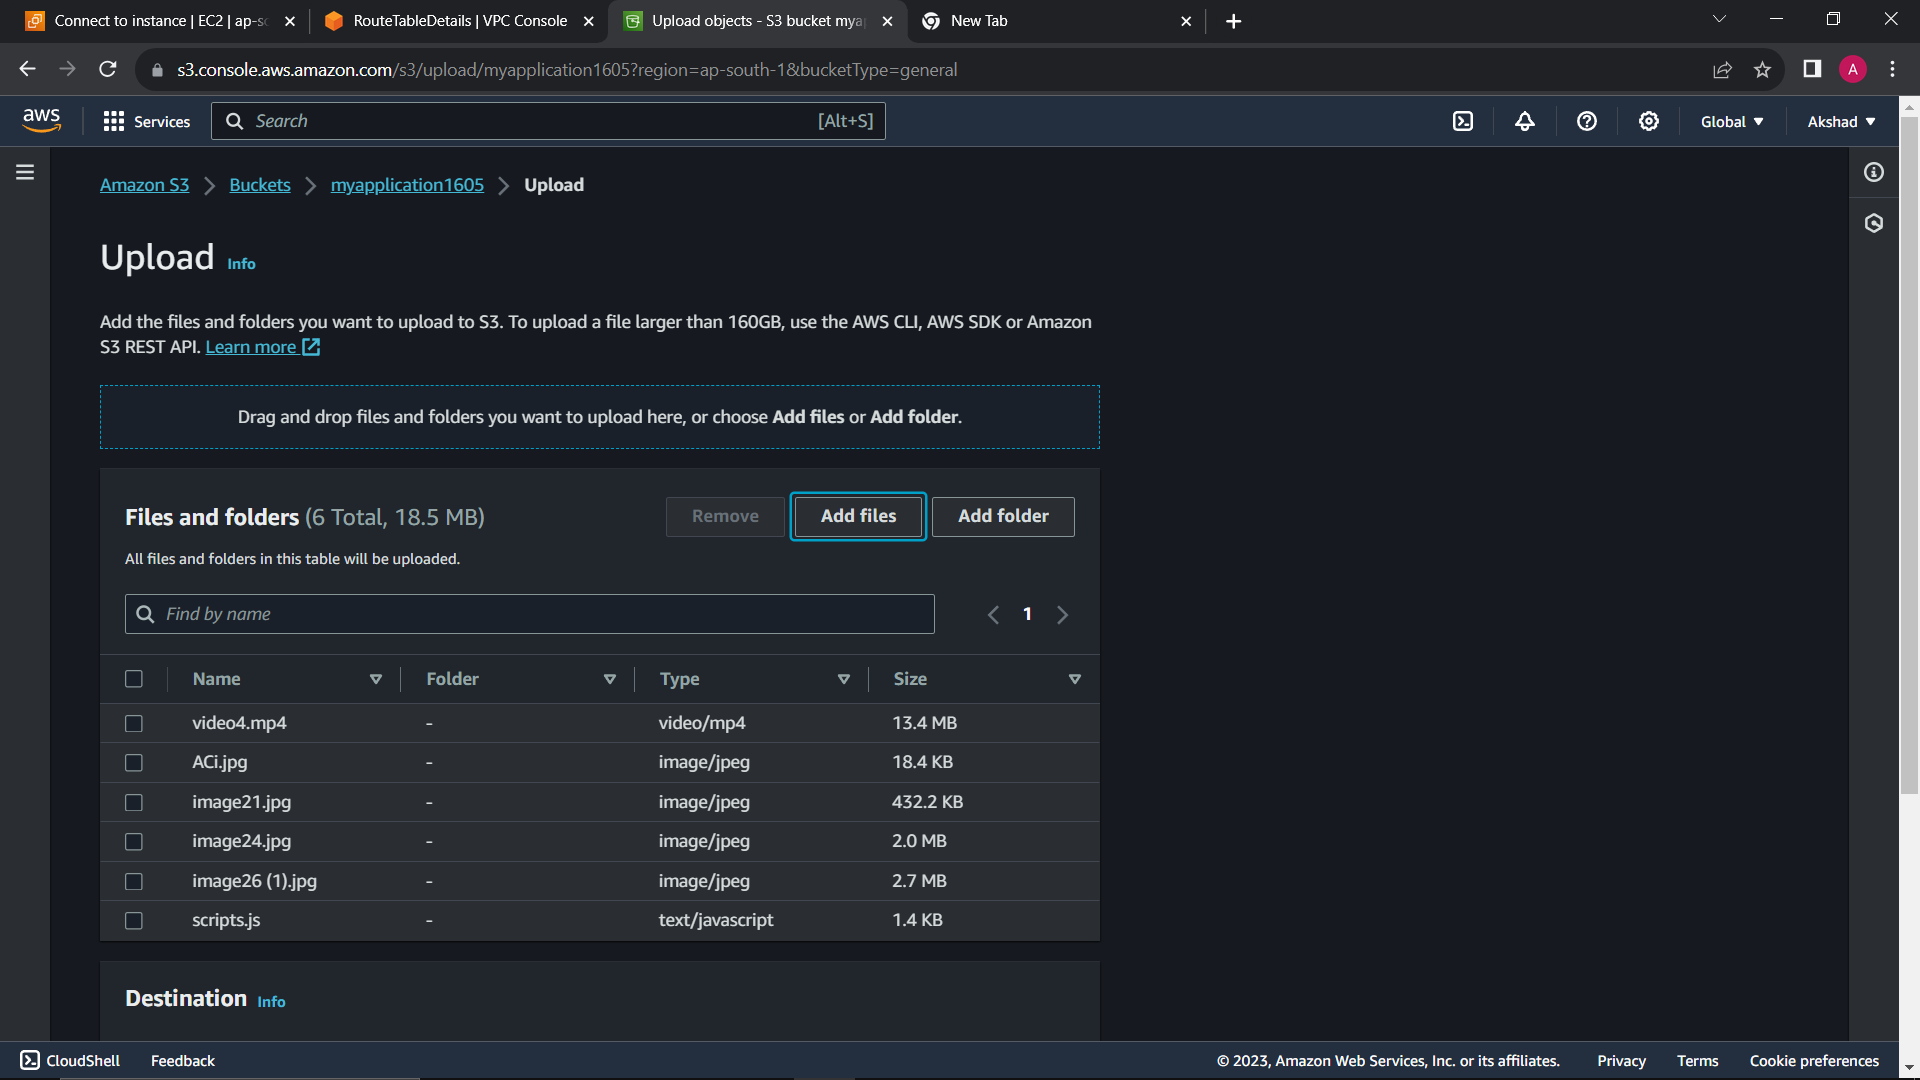 Connect to instance | EC2 | ap-so
RouteTableDetails | VPC Console
Upload objects - S3 bucket mya
New Tab
s3.console.aws.amazon.com/s3/upload/myapplication1605?region=ap-south-1&bucketType=general
A
aws
Services
Search
[Alt+S]
Global
Akshad
Amazon S3
Buckets
myapplication1605
Upload
Upload Info
Add the files and folders you want to upload to S3. To upload a file larger than 160GB, use the AWS CLI, AWS SDK or Amazon
S3 REST API. Learn more
Drag and drop files and folders you want to upload here, or choose Add files or Add folder.
Files and folders (6 Total, 18.5 MB)
Remove
Add files
Add folder
All files and folders in this table will be uploaded.
Find by name
1
Name Folder Type Size
video4.mp4 - video/mp4 13.4 MB
ACi.jpg - image/jpeg 18.4 KB
image21.jpg - image/jpeg 432.2 KB
image24.jpg - image/jpeg 2.0 MB
image26 (1).jpg - image/jpeg 2.7 MB
scripts.js - text/javascript 1.4 KB
Destination Info
CloudShell
Feedback
© 2023, Amazon Web Services, Inc. or its affiliates.
Privacy
Terms
Cookie preferences